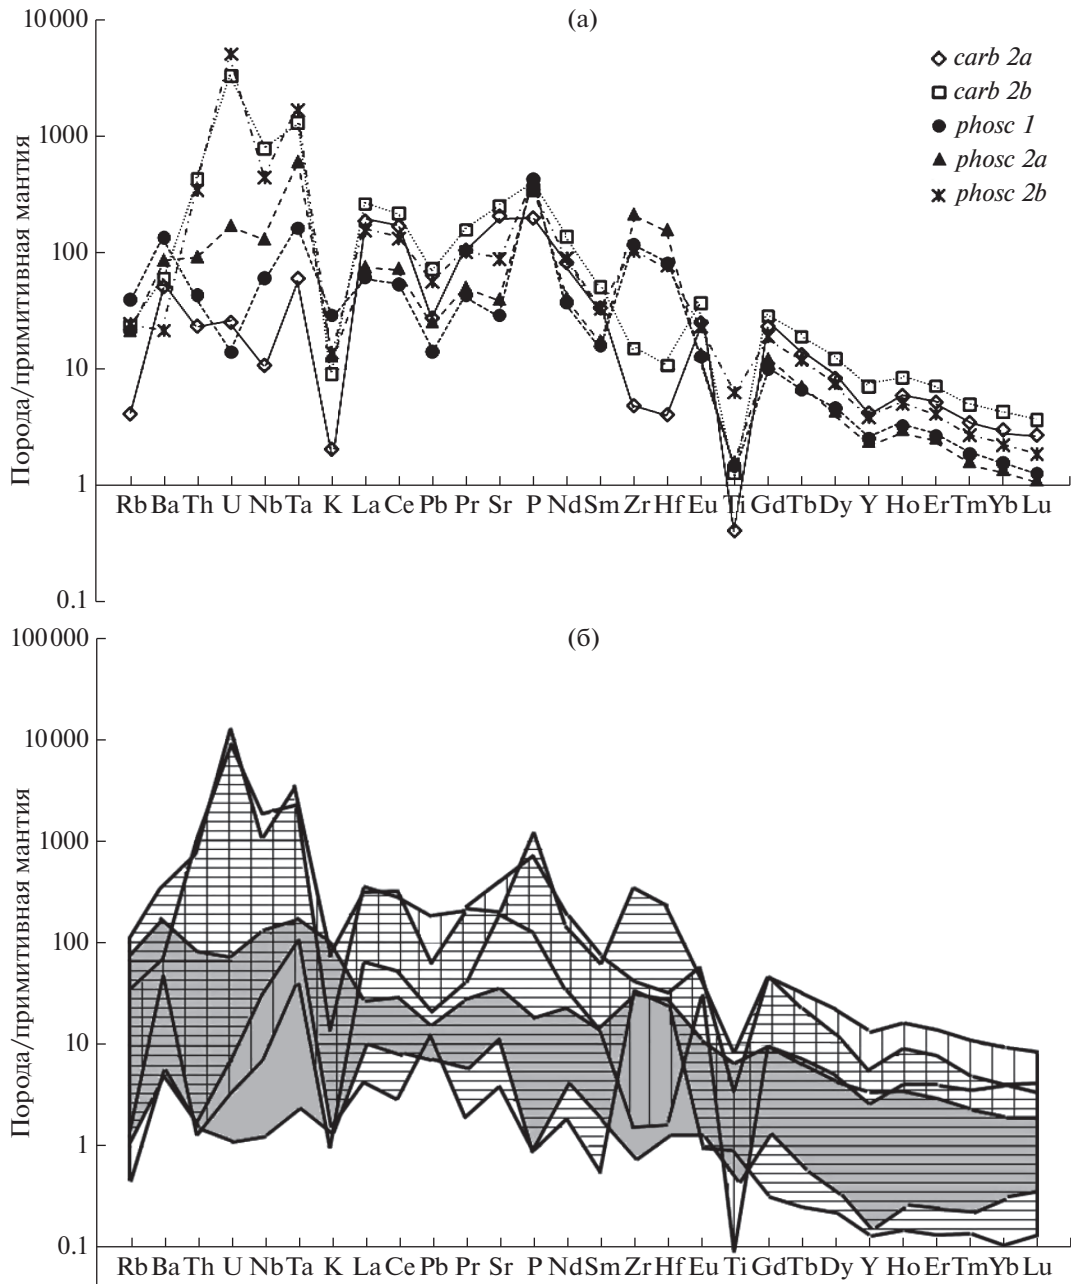 (а)
Порода/примитивная мантия
10000
1000
100
10
1
0.1
carb 2a
carb 2b
phosc 1
phosc 2a
phosc 2b
Rb Ba Th U Nb Ta K La Ce Pb Pr Sr P Nd Sm Zr Hf Eu Ti Gd Tb Dy Y Ho Er Tm Yb Lu
(б)
Порода/примитивная мантия
100000
10000
1000
100
10
1
0.1
Rb Ba Th U Nb Ta K La Ce Pb Pr Sr P Nd Sm Zr Hf Eu Ti Gd Tb Dy Y Ho Er Tm Yb Lu